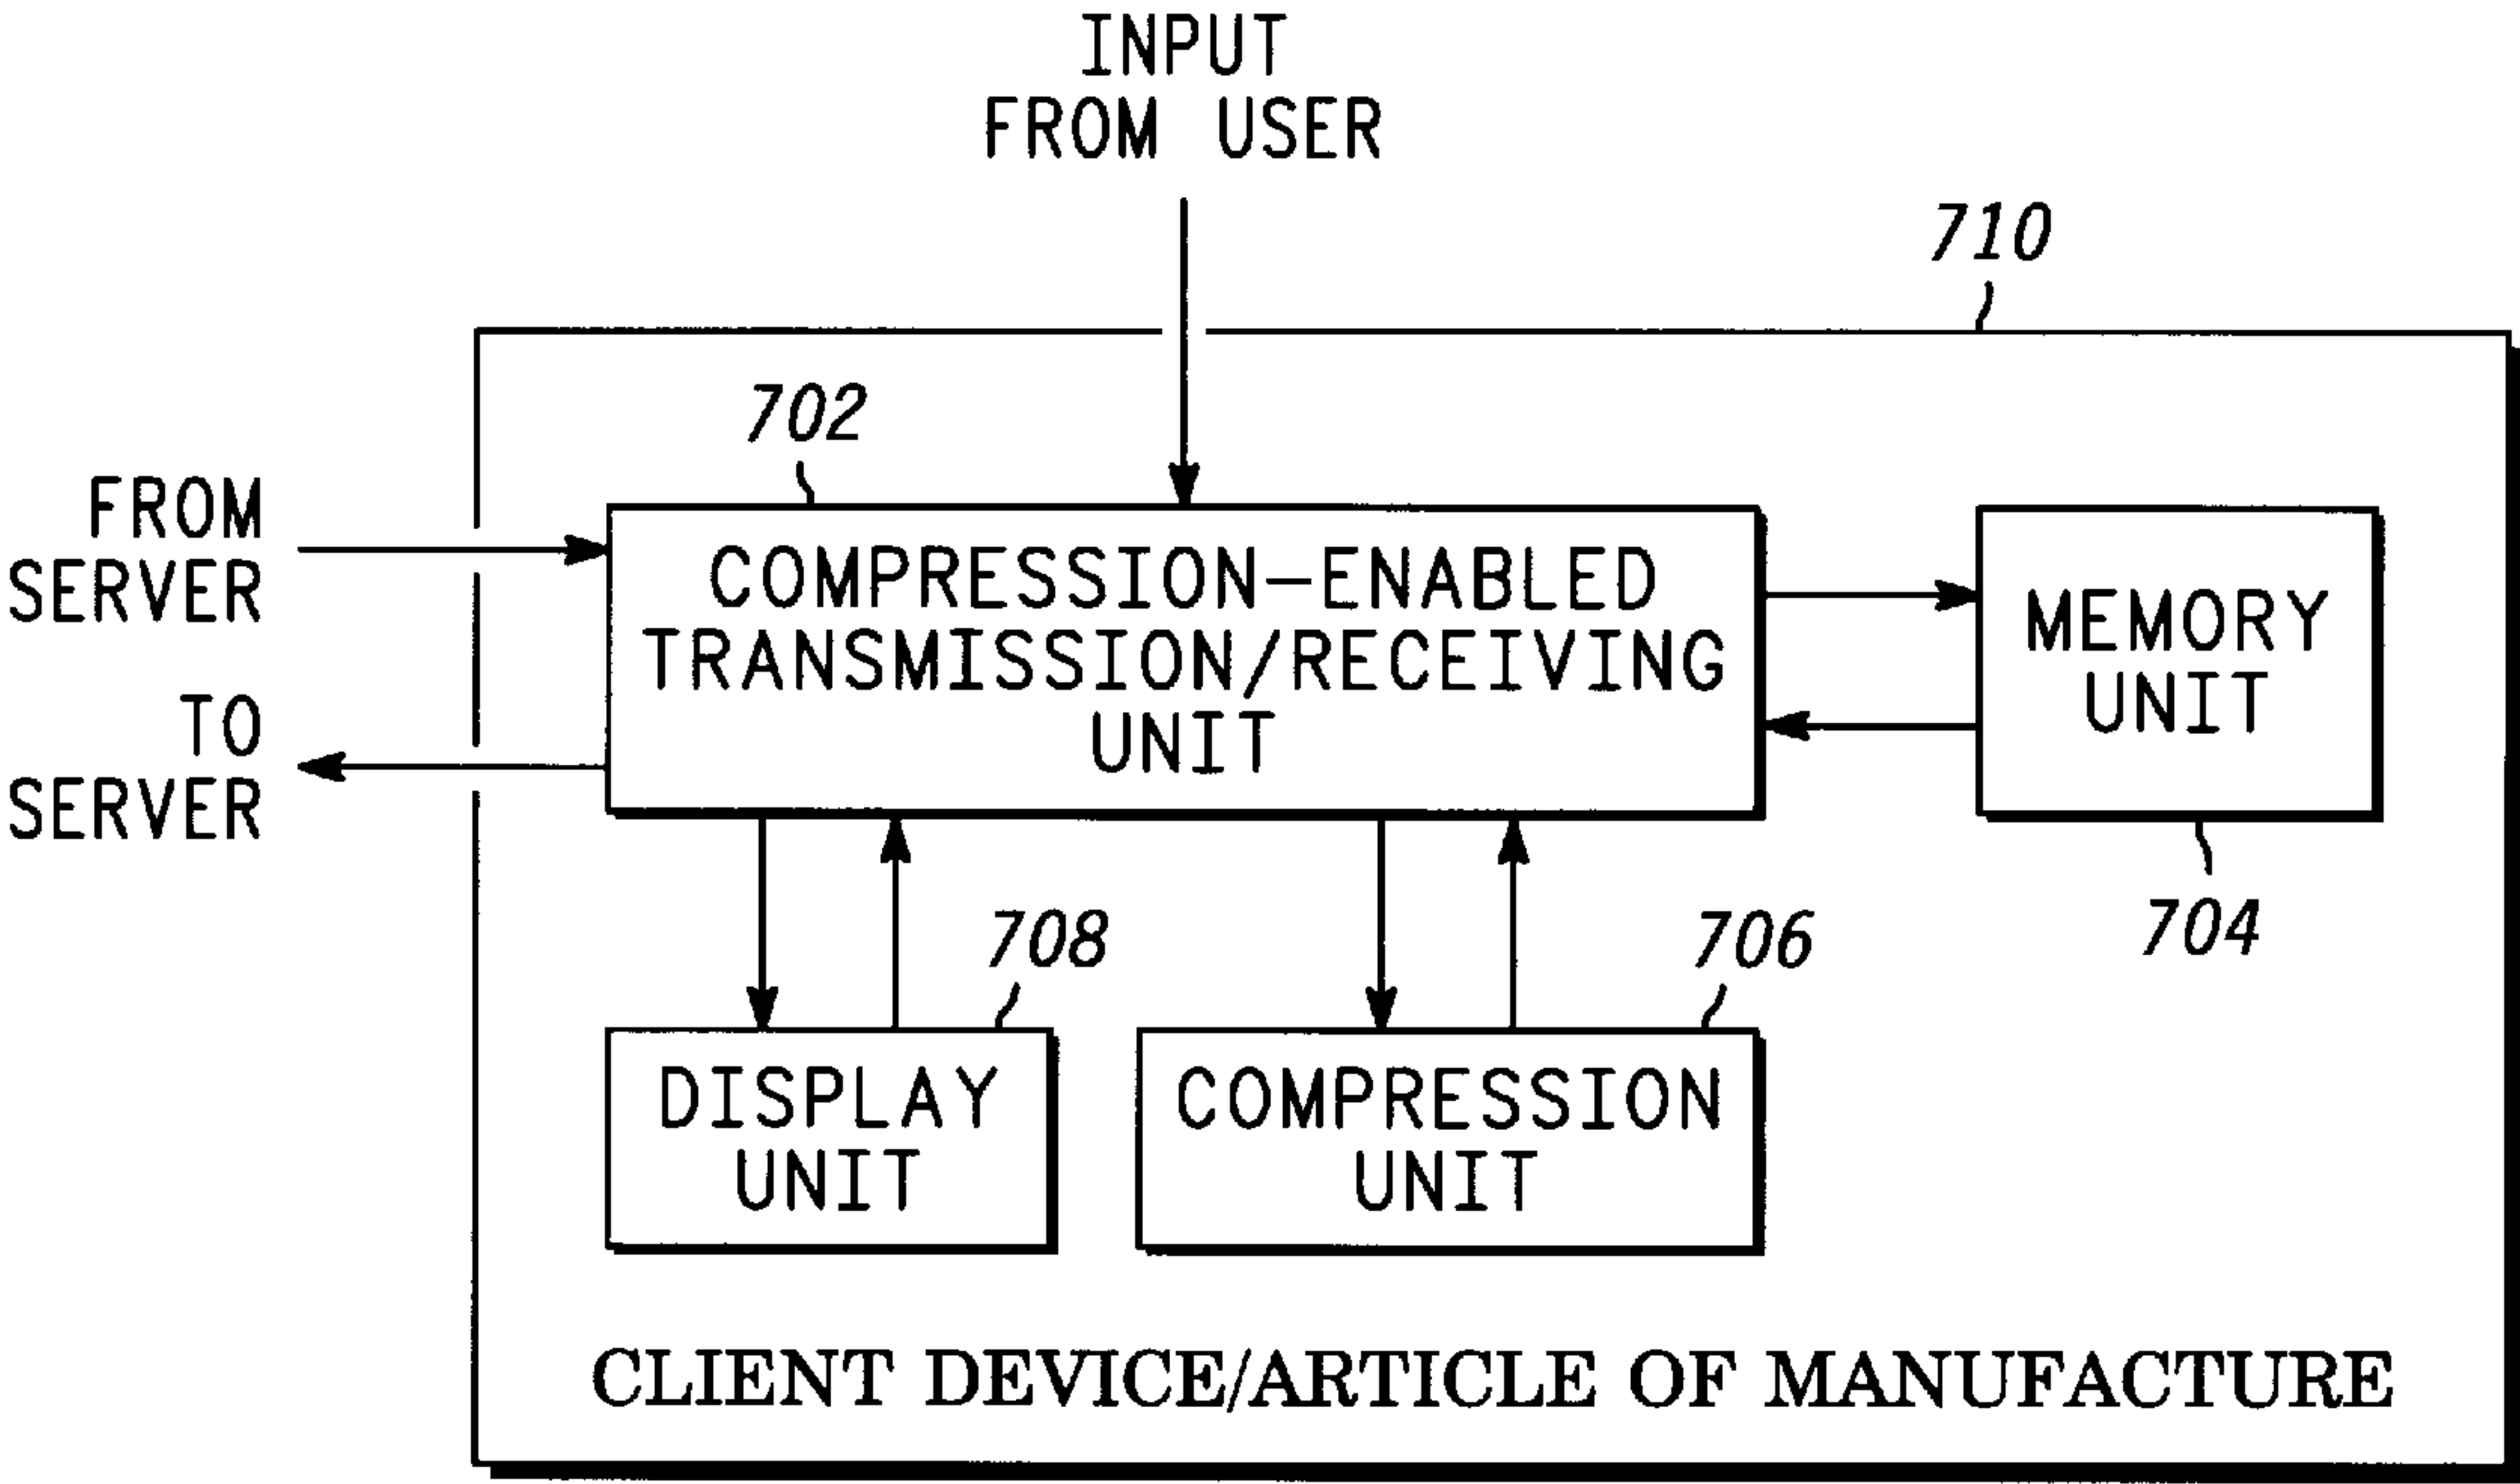 INPUT
FROM USER
710
702
FROM
SERVER
COMPRESSION-ENABLED
TRANSMISSION/RECEIVING
UNIT
MEMORY
UNIT
TO
SERVER
708
706
704
DISPLAY
UNIT
COMPRESSION
UNIT
CLIENT DEVICE/ARTICLE OF MANUFACTURE